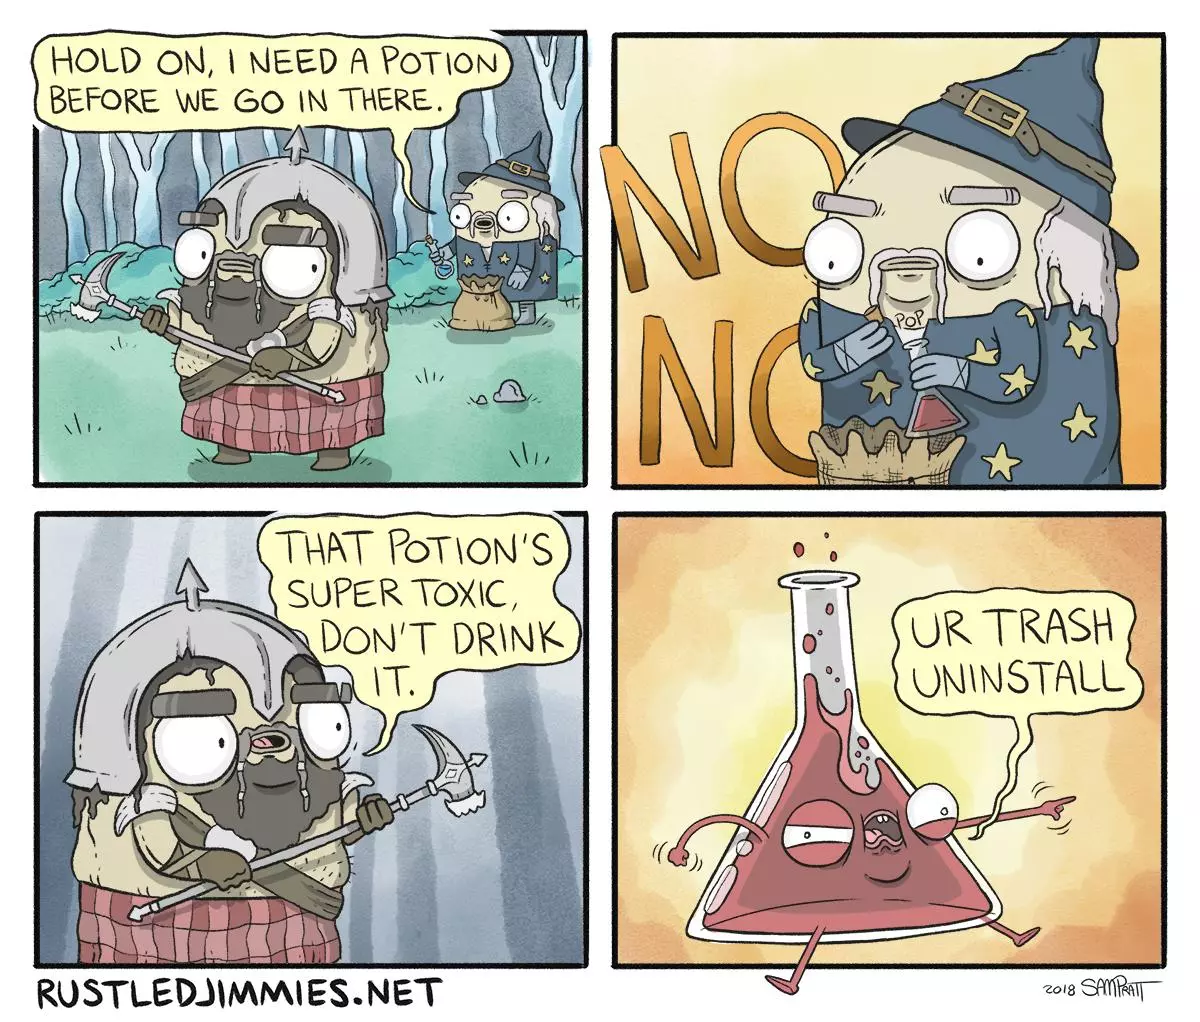 HOLD ON, I NEED A POTION
BEFORE WE GO IN THERE.
NO
NO
POP
THAT POTION'S
SUPER TOXIC,
DON'T DRINK
IT.
UR TRASH
UNINSTALL
RUSTLEDJIMMIES.NET
2018 SAMPRATT